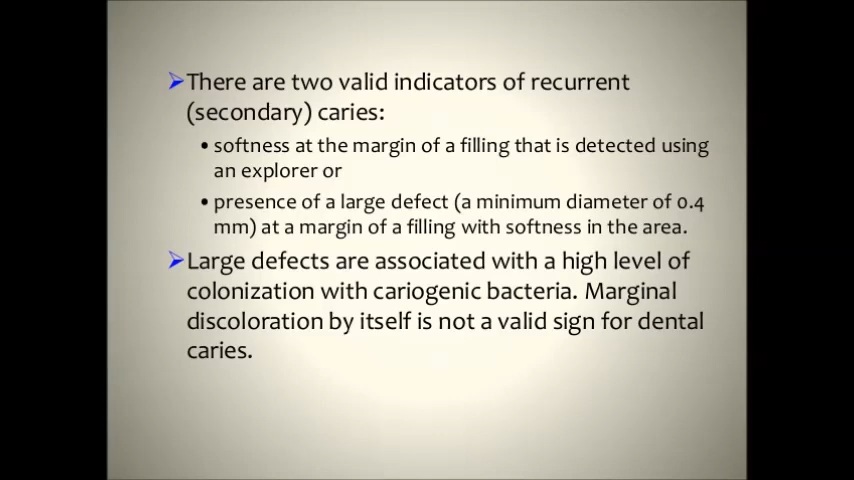 There are two valid indicators of recurrent
(secondary) caries:
• softness at the margin of a filling that is detected using
an explorer or
• presence of a large defect (a minimum diameter of 0.4
mm) at a margin of a filling with softness in the area.
Large defects are associated with a high level of
colonization with cariogenic bacteria. Marginal
discoloration by itself is not a valid sign for dental
caries.